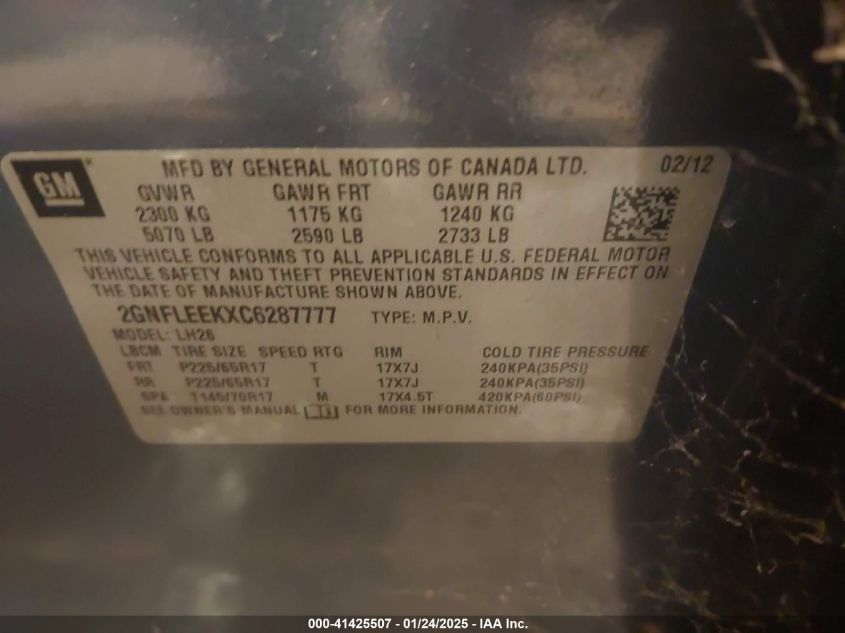 GM
MFD BY GENERAL MOTORS OF CANADA LTD. 02/12
GVWR GAWR FRT GAWR RR
2300 KG 1175 KG 1240 KG
5070 LB 2590 LB 2733 LB
THIS VEHICLE CONFORMS TO ALL APPLICABLE U.S. FEDERAL MOTOR
VEHICLE SAFETY AND THEFT PREVENTION STANDARDS IN EFFECT ON
THE DATE OF MANUFACTURE SHOWN ABOVE.
2GNFLEEKXC6287777 TYPE: M.P.V.
MODEL: LH26
LBCM TIRE SIZE SPEED RTG RIM COLD TIRE PRESSURE
FRT P225/65R17 T 17X7J 240KPA(35PSI)
RR P225/65R17 T 17X7J 240KPA(35PSI)
SPA T145/70R17 M 17X4.5T 420KPA(60PSI)
SEE OWNER'S MANUAL FOR MORE INFORMATION.
000-41425507 - 01/24/2025 - IAA Inc.